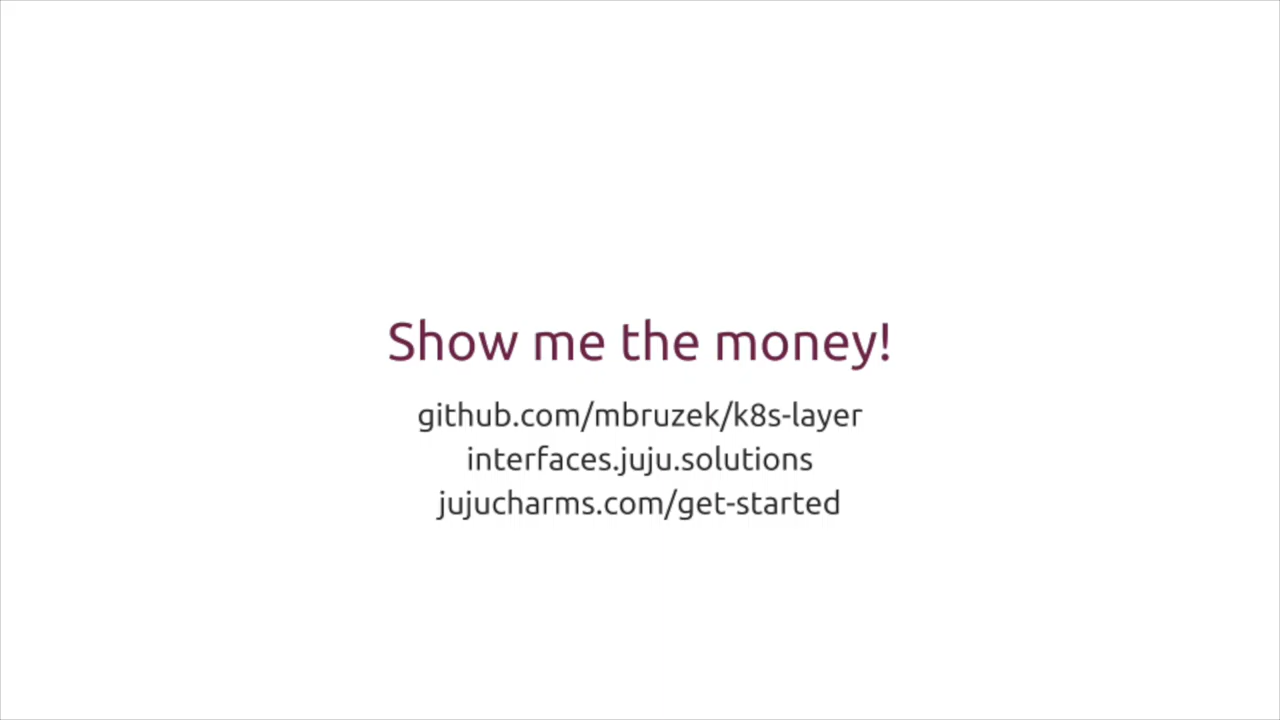 Show me the money!
github.com/mbruzek/k8s-layer
interfaces.juju.solutions
jujucharms.com/get-started